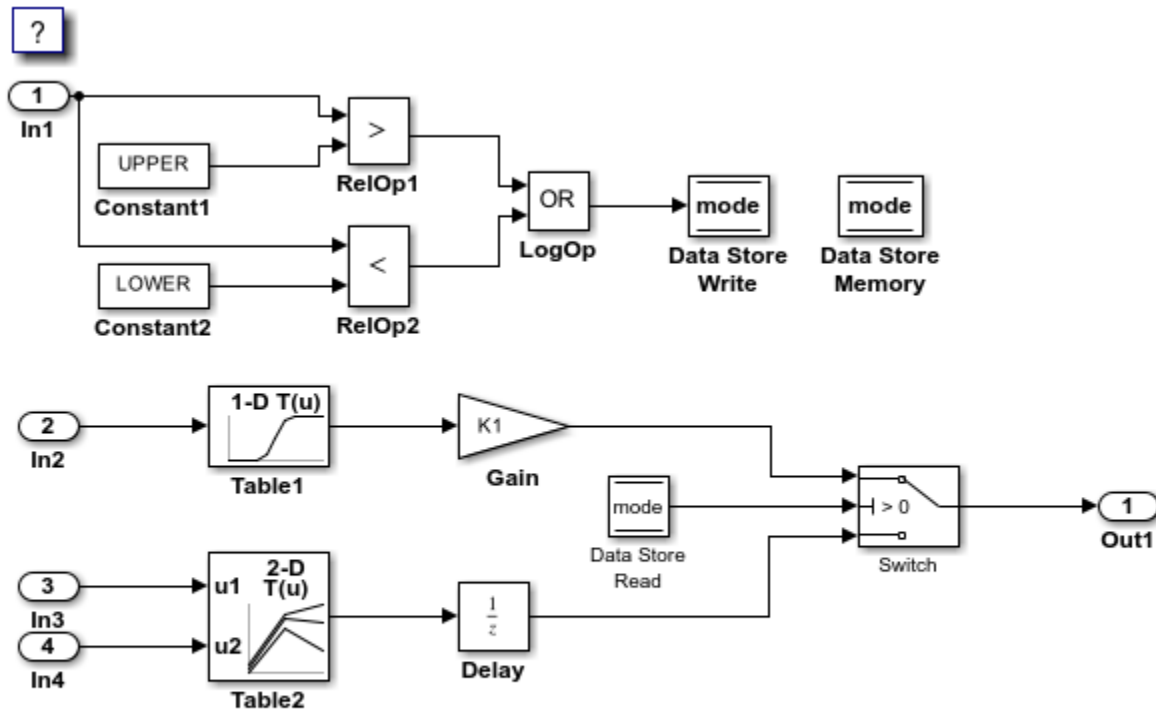 ?
1
In1
UPPER
Constant1
>
RelOp1
LOWER
Constant2
<
RelOp2
OR
LogOp
mode
Data Store
Write
mode
Data Store
Memory
2
In2
1-D T(u)
Table1
K1
Gain
mode
Data Store
Read
> 0
Switch
1
Out1
3
In3
4
In4
u1
u2
2-D
T(u)
Table2
1
z
Delay